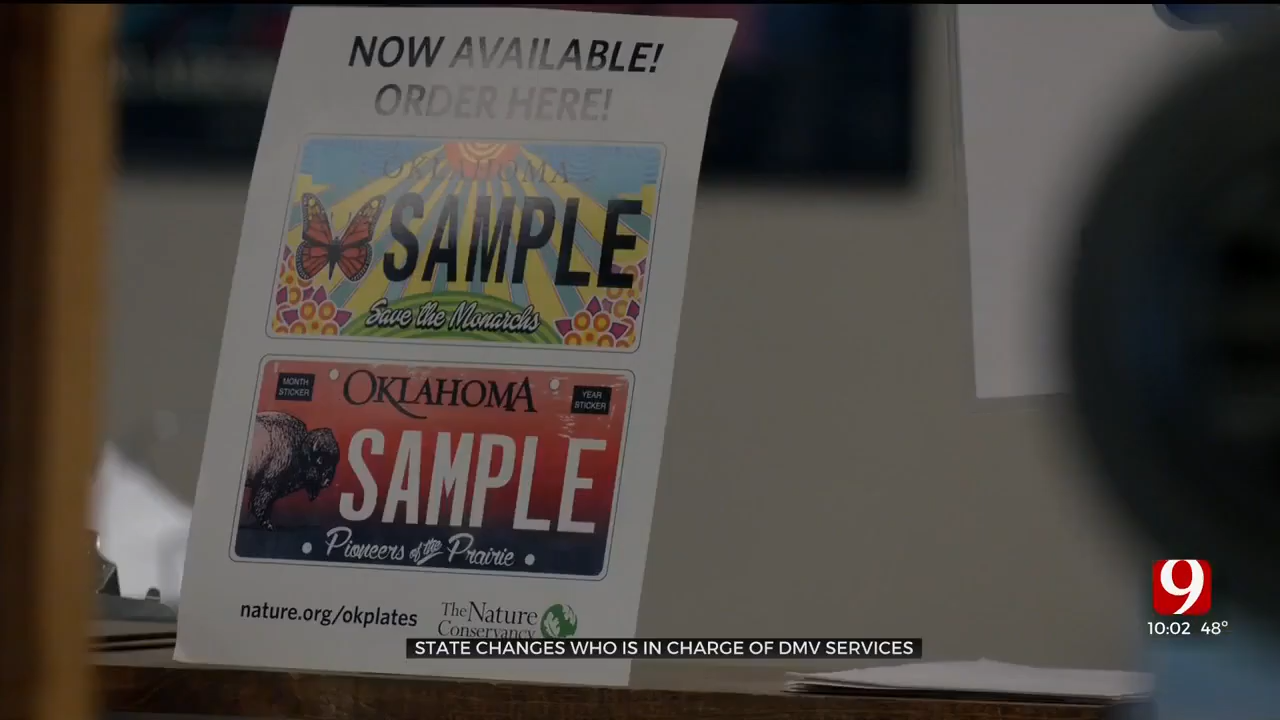 NOW AVAILABLE!
ORDER HERE!
OKLAHOMA
SAMPLE
Save the Monarchs
MONTH
STICKER
OKLAHOMA
YEAR
STICKER
SAMPLE
Pioneers of the Prairie
nature.org/okplates
The Nature
Conservancy
STATE CHANGES WHO IS IN CHARGE OF DMV SERVICES
9
10:02 48°